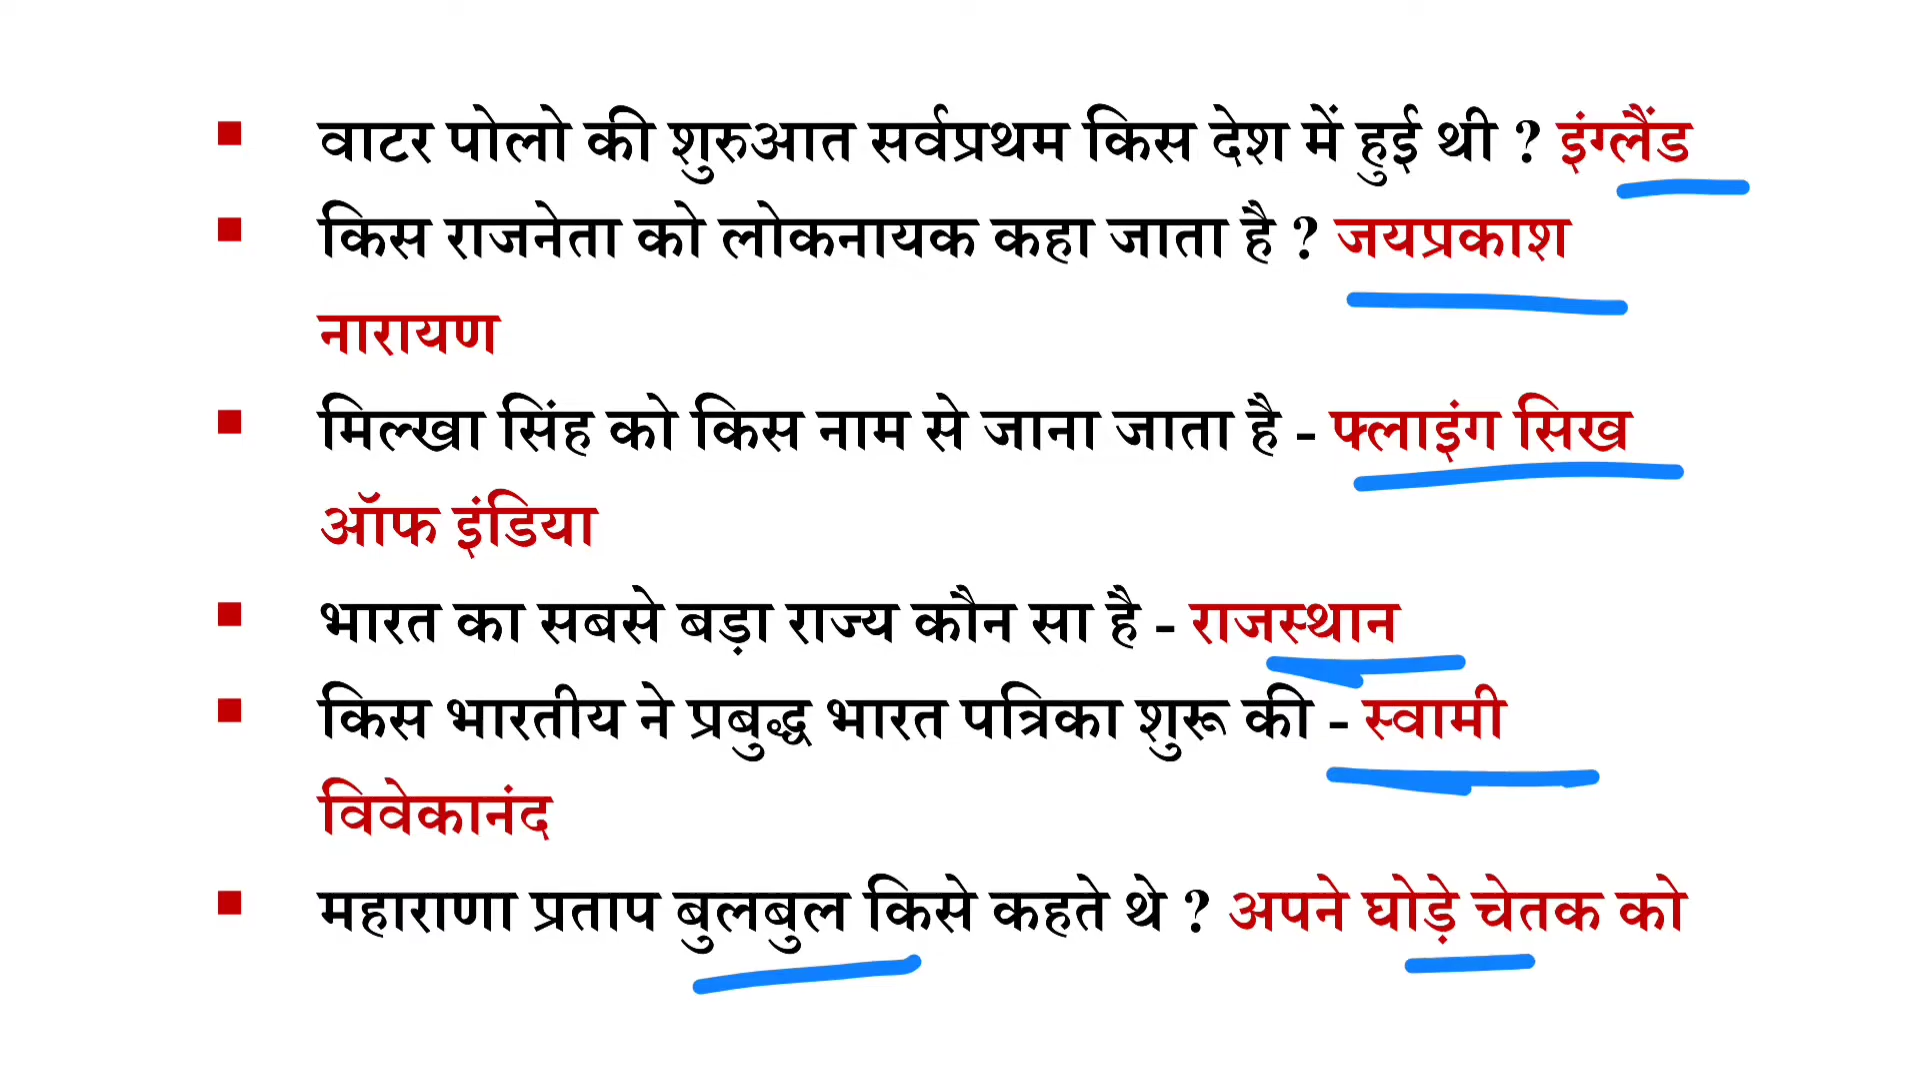 ▪ वाटर पोलो की शुरुआत सर्वप्रथम किस देश में हुई थी ? इंग्लैंड
▪ किस राजनेता को लोकनायक कहा जाता है ? जयप्रकाश
नारायण
▪ मिल्खा सिंह को किस नाम से जाना जाता है - फ्लाइंग सिख
ऑफ इंडिया
▪ भारत का सबसे बड़ा राज्य कौन सा है - राजस्थान
▪ किस भारतीय ने प्रबुद्ध भारत पत्रिका शुरू की - स्वामी
विवेकानंद
▪ महाराणा प्रताप बुलबुल किसे कहते थे ? अपने घोड़े चेतक को